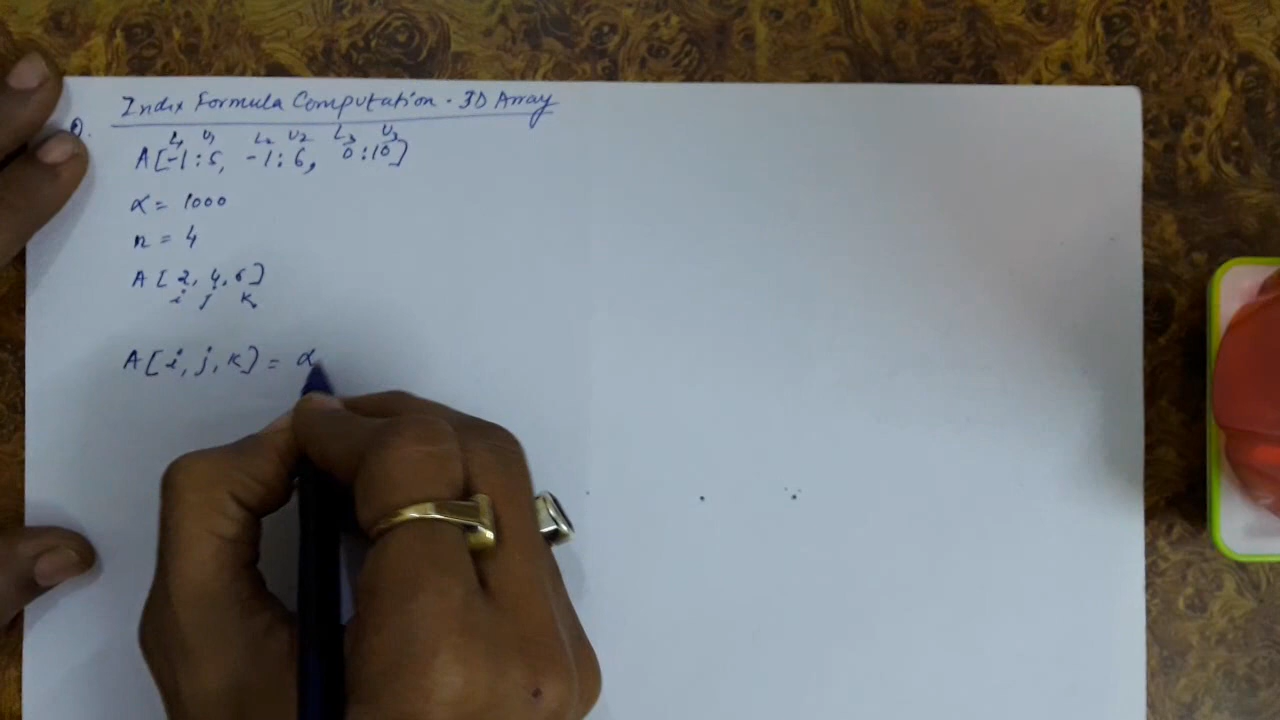 Index Formula Computation - 3D Array
Q.
L1 U1 L2 U2 L3 U3
A[-1:5, -1:6, 0:10]
α = 1000
n = 4
A[2, 4, 6]
i j k
A[i, j, k] = α